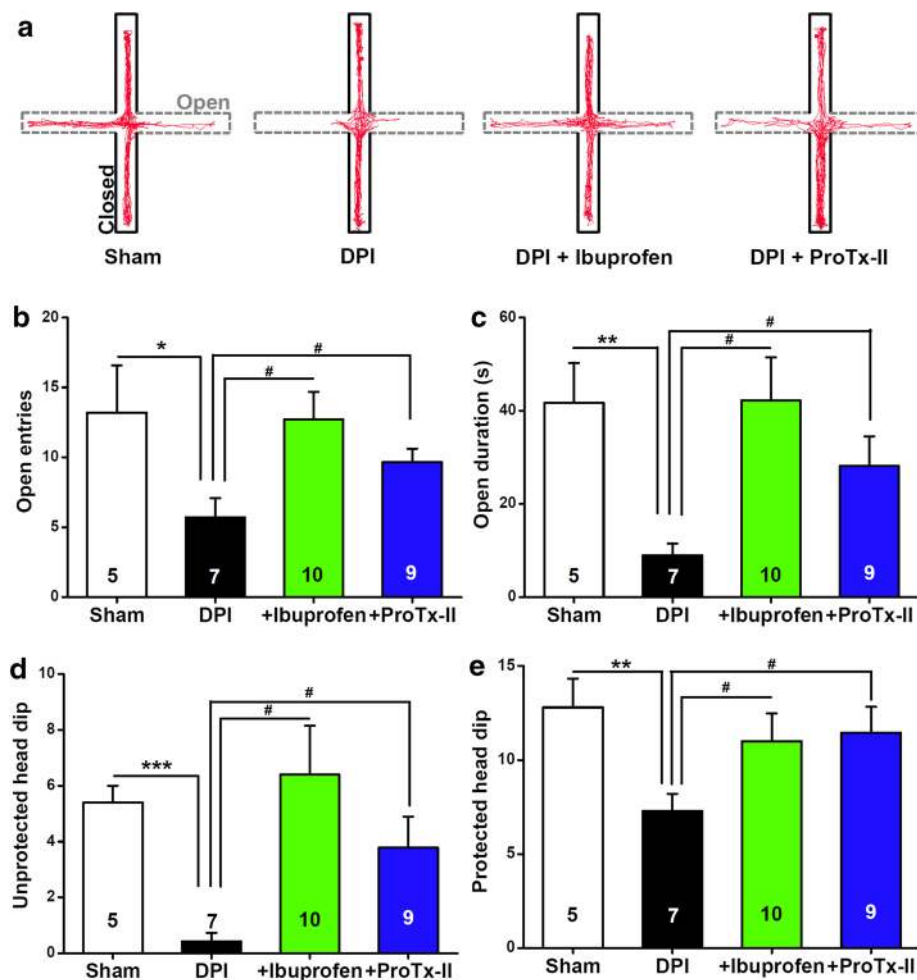 a
Open
Closed
Sham
DPI
DPI + Ibuprofen
DPI + ProTx-II
b
Open entries
20
15
10
5
0
*
#
#
5
7
10
9
Sham
DPI
+Ibuprofen
+ProTx-II
c
Open duration (s)
60
40
20
0
**
#
#
5
7
10
9
Sham
DPI
+Ibuprofen
+ProTx-II
d
Unprotected head dip
10
8
6
4
2
0
***
#
#
5
7
10
9
Sham
DPI
+Ibuprofen
+ProTx-II
e
Protected head dip
15
10
5
0
**
#
#
5
7
10
9
Sham
DPI
+Ibuprofen
+ProTx-II